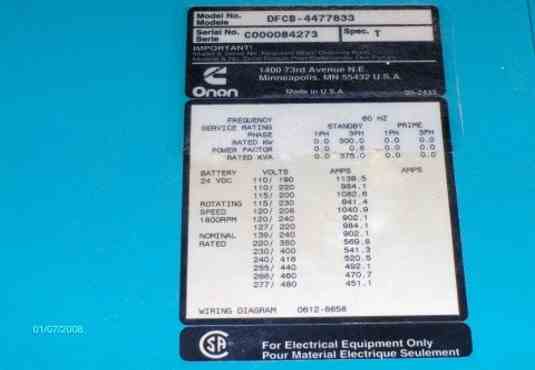 Model No. DFCB-4477833
Modele
Serial No. C000084273 Spec. T
Serie
IMPORTANT!
Onan
1400 73rd Avenue N.E.
Minneapolis, MN 55432 U.S.A.
Made in U.S.A.
FREQUENCY 60 HZ
SERVICE RATING STANDBY PRIME
PHASE 1PH 3PH 1PH 3PH
RATED KW 0.0 300.0 0.0 0.0
POWER FACTOR 0.0 0.8 0.0 0.0
RATED KVA 0.0 375.0 0.0 0.0
BATTERY VOLTS AMPS AMPS
24 VDC 110/ 190 1139.5
110/ 220 984.1
115/ 200 1082.6
ROTATING 115/ 230 941.4
SPEED 120/ 208 1040.9
1800RPM 120/ 240 902.1
127/ 220 984.1
NOMINAL 139/ 240 902.1
RATED 220/ 380 569.8
230/ 400 541.3
240/ 416 520.5
255/ 440 492.1
266/ 460 470.7
277/ 480 451.1
WIRING DIAGRAM 0612-6658
SA
For Electrical Equipment Only
Pour Material Electrique Seulement
01/07/2008